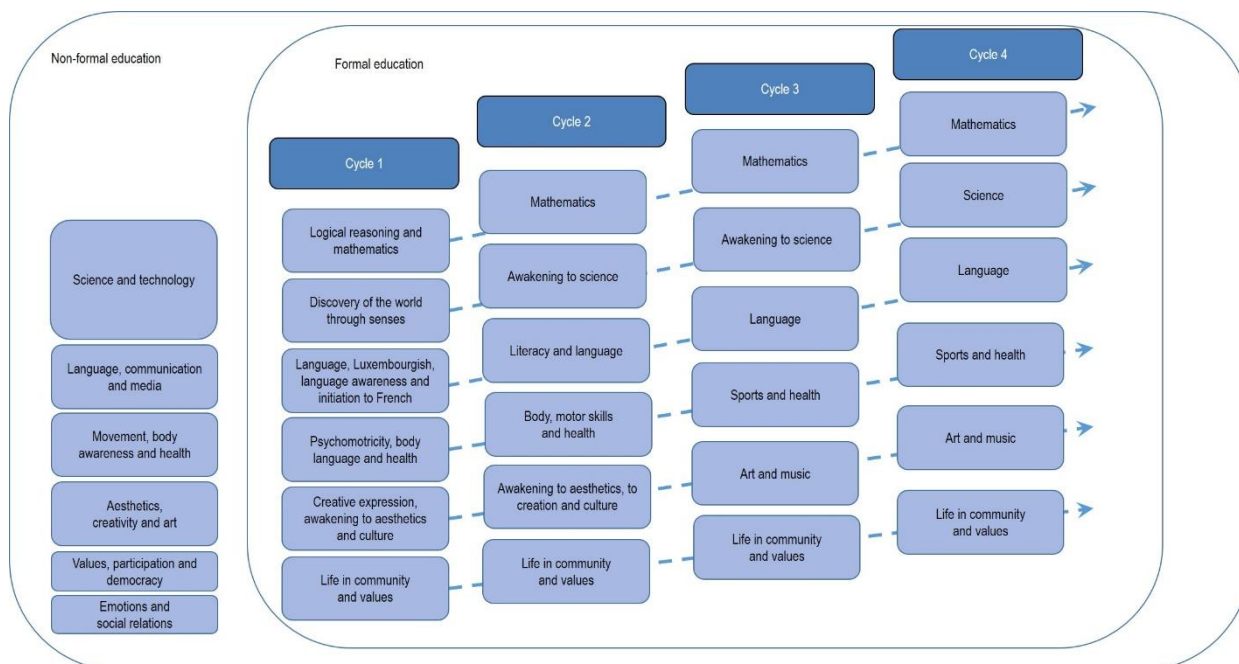 Non-formal education
Science and technology
Language, communication
and media
Movement, body
awareness and health
Aesthetics,
creativity and art
Values, participation and
democracy
Emotions and
social relations
Formal education
Cycle 1
Logical reasoning and
mathematics
Discovery of the world
through senses
Language, Luxembourgish,
language awareness and
initiation to French
Psychomotricity, body
language and health
Creative expression,
awakening to aesthetics
and culture
Life in community
and values
Cycle 2
Mathematics
Awakening to science
Literacy and language
Body, motor skills
and health
Awakening to aesthetics, to
creation and culture
Life in community
and values
Cycle 3
Mathematics
Awakening to science
Language
Sports and health
Art and music
Life in community
and values
Cycle 4
Mathematics
Science
Language
Sports and health
Art and music
Life in community
and values